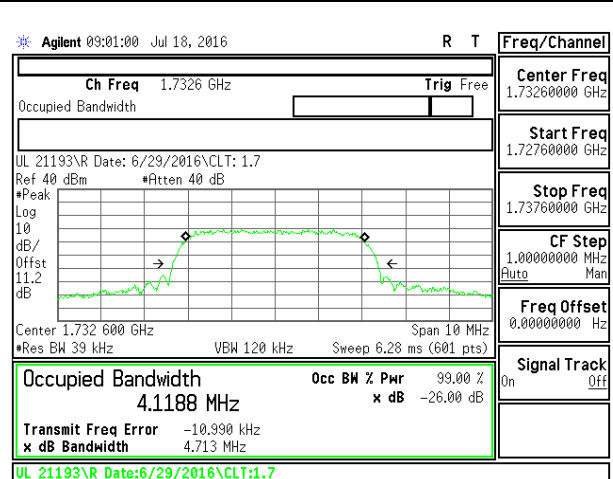 Agilent 09:01:00 Jul 18, 2016 R T
Freq/Channel
Ch Freq 1.7326 GHz Trig Free
Occupied Bandwidth
Center Freq
1.73260000 GHz
Start Freq
1.72760000 GHz
Stop Freq
1.73760000 GHz
CF Step
1.00000000 MHz
Auto Man
Freq Offset
0.00000000 Hz
Signal Track
On Off
UL 21193\R Date: 6/29/2016\CLT: 1.7
Ref 40 dBm #Atten 40 dB
#Peak
Log
10
dB/
Offst
11.2
dB
Center 1.732 600 GHz Span 10 MHz
#Res BW 39 kHz VBW 120 kHz Sweep 6.28 ms (601 pts)
Occupied Bandwidth Occ BW % Pwr 99.00 %
4.1188 MHz x dB -26.00 dB
Transmit Freq Error -10.990 kHz
x dB Bandwidth 4.713 MHz
UL 21193\R Date:6/29/2016\CLT:1.7